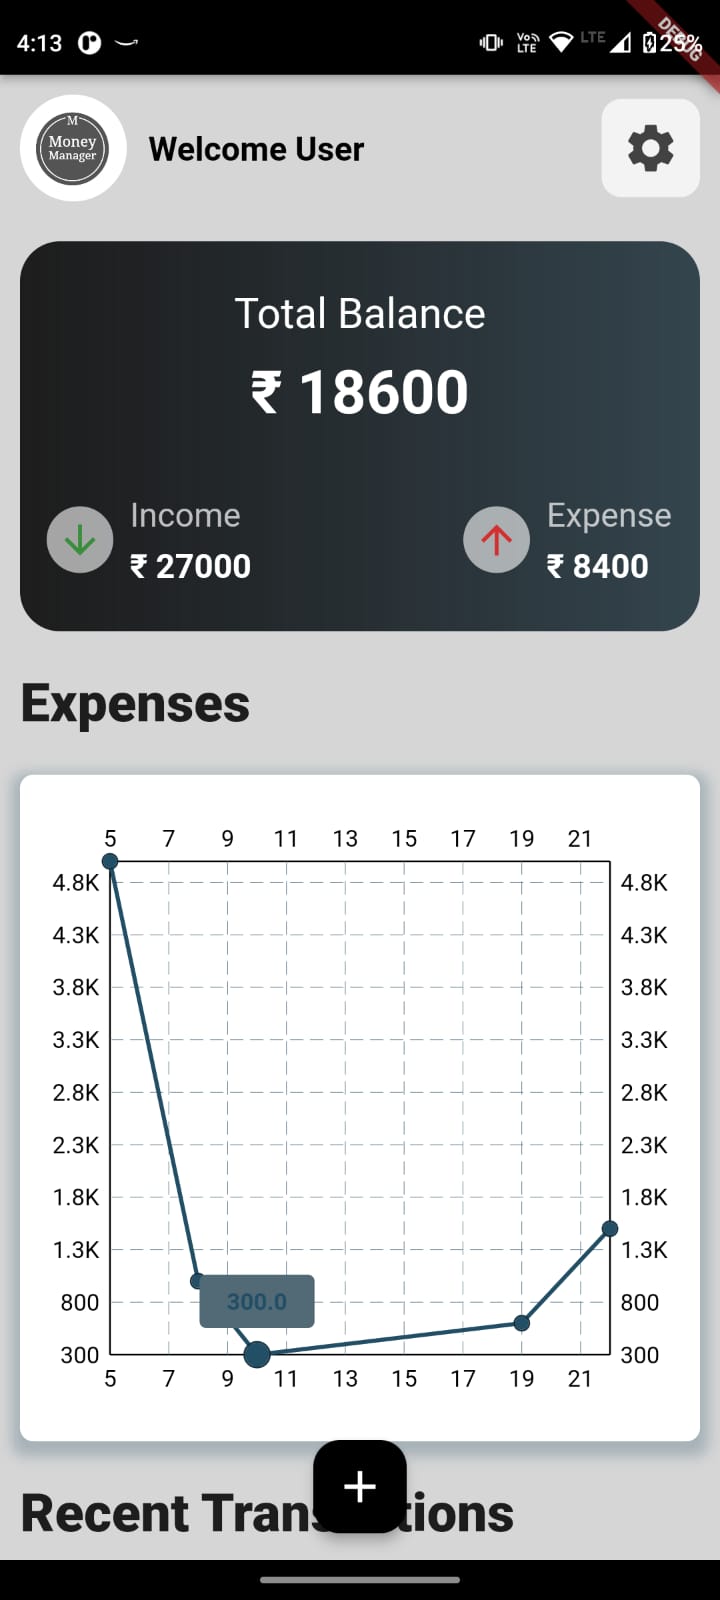 4:13
Vo))
LTE
LTE
25%
DEBUG
M
Money
Manager
Welcome User
Total Balance
₹ 18600
Income
₹ 27000
Expense
₹ 8400
Expenses
5 7 9 11 13 15 17 19 21
4.8K 4.8K
4.3K 4.3K
3.8K 3.8K
3.3K 3.3K
2.8K 2.8K
2.3K 2.3K
1.8K 1.8K
1.3K 1.3K
300.0
800 800
300 300
5 7 9 11 13 15 17 19 21
+
Recent Trans tions